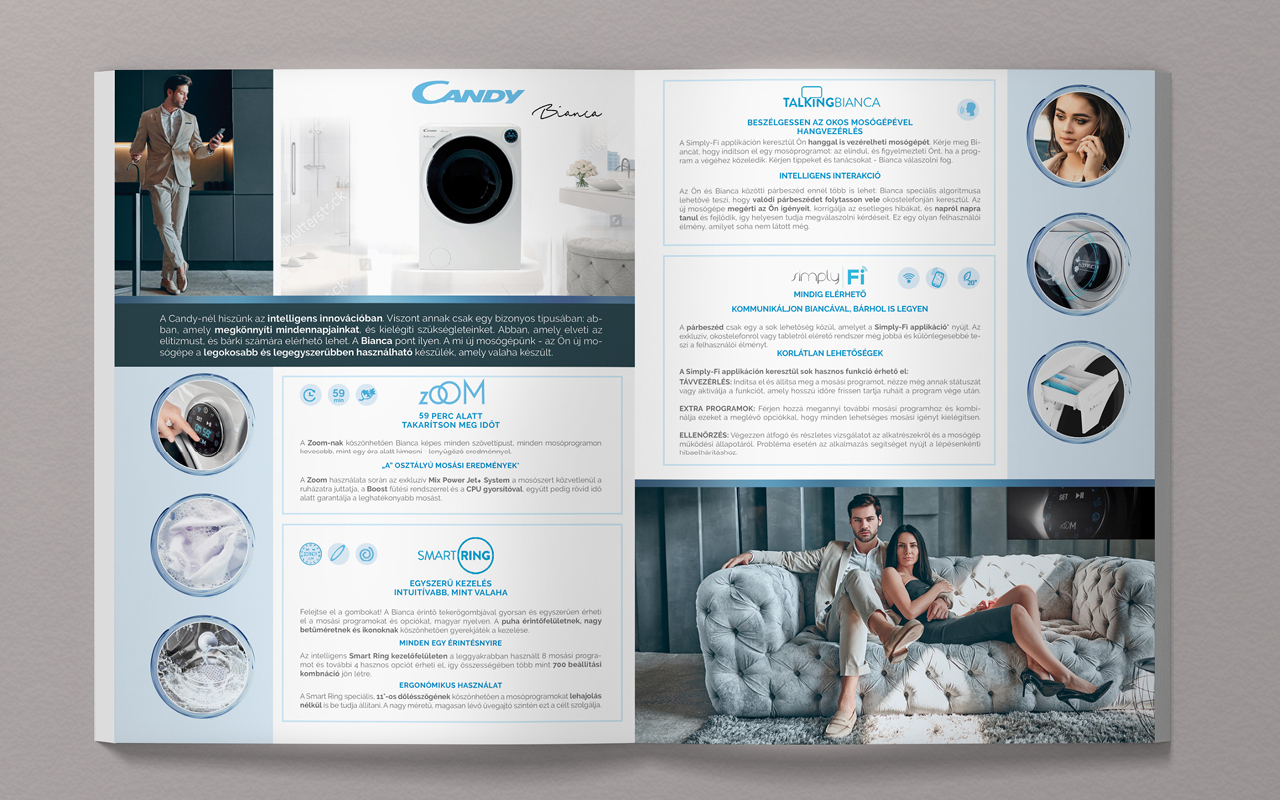 CANDY
Bianca
shutterstock
A Candy-nél hiszünk az intelligens innovációban. Viszont annak csak egy bizonyos típusában: ab-
ban, amely megkönnyíti mindennapjainkat, és kielégíti szükségleteinket. Abban, amely elveti az
elitizmust, és bárki számára elérhető lehet. A Bianca pont ilyen. A mi új mosógépünk - az Ön új mo-
sógépe a legokosabb és legegyszerűbben használható készülék, amely valaha készült.
59
min
zOOM
59 PERC ALATT
TAKARÍTSON MEG IDŐT
A Zoom-nak köszönhetően Bianca képes minden szövettípust, minden mosóprogramon
kevesebb, mint egy óra alatt kimosni - lenyűgöző eredménnyel.
„A" OSZTÁLYÚ MOSÁSI EREDMÉNYEK*
A Zoom használata során az exkluzív Mix Power Jet+ System a mosószert közvetlenül a
ruházatra juttatja, a Boost fűtési rendszerrel és a CPU gyorsítóval, együtt pedig rövid idő
alatt garantálja a leghatékonyabb mosást.
SMART RING
EGYSZERŰ KEZELÉS
INTUITÍVABB, MINT VALAHA
Felejtse el a gombokat! A Bianca érintő tekerőgombjával gyorsan és egyszerűen érheti
el a mosási programokat és opciókat, magyar nyelven. A puha érintőfelületnek, nagy
betűméretnek és ikonoknak köszönhetően gyerekjáték a kezelése.
MINDEN EGY ÉRINTÉSNYIRE
Az intelligens Smart Ring kezelőfelületen a leggyakrabban használt 8 mosási progra-
mot és további 4 hasznos opciót érheti el, így összességében több mint 700 beállítási
kombináció jön létre.
ERGONÓMIKUS HASZNÁLAT
A Smart Ring speciális, 11°-os dőlésszögének köszönhetően a mosóprogramokat lehajolás
nélkül is be tudja állítani. A nagy méretű, magasan lévő üvegajtó szintén ezt a célt szolgálja.
TALKINGBIANCA
BESZÉLGESSEN AZ OKOS MOSÓGÉPÉVEL
HANGVEZÉRLÉS
A Simply-Fi applikáción keresztül Ön hanggal is vezérelheti mosógépét. Kérje meg Bi-
ancát, hogy indítson el egy mosóprogramot: az elindul, és figyelmezteti Önt, ha a prog-
ram a végéhez közeledik. Kérjen tippeket és tanácsokat - Bianca válaszolni fog.
INTELLIGENS INTERAKCIÓ
Az Ön és Bianca közötti párbeszéd ennél több is lehet: Bianca speciális algoritmusa
lehetővé teszi, hogy valódi párbeszédet folytasson vele okostelefonján keresztül. Az
új mosógépe megérti az Ön igényeit, korrigálja az esetleges hibákat, és napról napra
tanul és fejlődik, így helyesen tudja megválaszolni kérdéseit. Ez egy olyan felhasználói
élmény, amilyet soha nem látott még.
simply Fi
20°
MINDIG ELÉRHETŐ
KOMMUNIKÁLJON BIANCÁVAL, BÁRHOL IS LEGYEN
A párbeszéd csak egy a sok lehetőség közül, amelyet a Simply-Fi applikáció* nyújt. Az
exkluzív, okostelefonról vagy tabletről elérető rendszer még jobbá és különlegesebbé te-
szi a felhasználói élményt.
KORLÁTLAN LEHETŐSÉGEK
A Simply-Fi applikáción keresztül sok hasznos funkció érhető el:
TÁVVEZÉRLÉS: Indítsa el és állítsa meg a mosási programot, nézze még annak státuszát
vagy aktiválja a funkciót, amely hosszú időre frissen tartja ruháit a program vége után.
EXTRA PROGRAMOK: Férjen hozzá megannyi további mosási programhoz és kombi-
nálja ezeket a meglévő opciókkal, hogy minden lehetséges mosási igényt kielégítsen.
ELLENŐRZÉS: Végezzen átfogó és részletes vizsgálatot az alkatrészekről és a mosógép
működési állapotáról. Probléma esetén az alkalmazás segítséget nyújt a lépésenkénti
hibaelhárításhoz.
zOOM